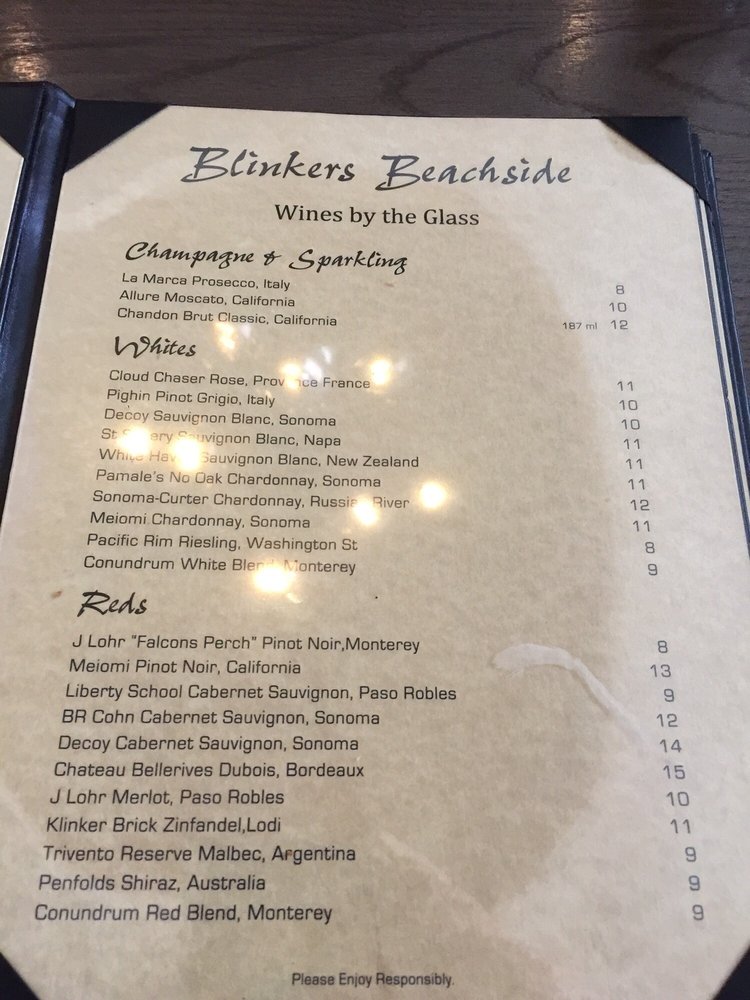 Blinkers Beachside
Wines by the Glass
Champagne & Sparkling
La Marca Prosecco, Italy 8
Allure Moscato, California 10
Chandon Brut Classic, California 187 ml 12
Whites
Cloud Chaser Rose, Province France 11
Pighin Pinot Grigio, Italy 10
Decoy Sauvignon Blanc, Sonoma 10
St Sauvignon Blanc, Napa 11
White Sauvignon Blanc, New Zealand 11
Pamale's No Oak Chardonnay, Sonoma 11
Sonoma-Curter Chardonnay, Russian River 12
Meiomi Chardonnay, Sonoma 11
Pacific Rim Riesling, Washington St 8
Conundrum White Blend, Monterey 9
Reds
J Lohr "Falcons Perch" Pinot Noir,Monterey 8
Meiomi Pinot Noir, California 13
Liberty School Cabernet Sauvignon, Paso Robles 9
BR Cohn Cabernet Sauvignon, Sonoma 12
Decoy Cabernet Sauvignon, Sonoma 14
Chateau Bellerives Dubois, Bordeaux 15
J Lohr Merlot, Paso Robles 10
Klinker Brick Zinfandel,Lodi 11
Trivento Reserve Malbec, Argentina 9
Penfolds Shiraz, Australia 9
Conundrum Red Blend, Monterey 9
Please Enjoy Responsibly.